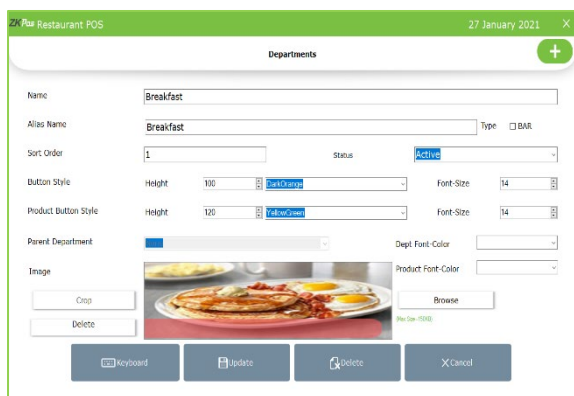 ZKPos Restaurant POS 27 January 2021 X
Departments +
Name Breakfast
Alias Name Breakfast Type BAR
Sort Order 1 Status Active
Button Style Height 100 DarkOrange Font-Size 14
Product Button Style Height 120 YellowGreen Font-Size 14
Parent Department Dept Font-Color
Image Product Font-Color
Crop Browse
Delete
Keyboard Update Delete Cancel